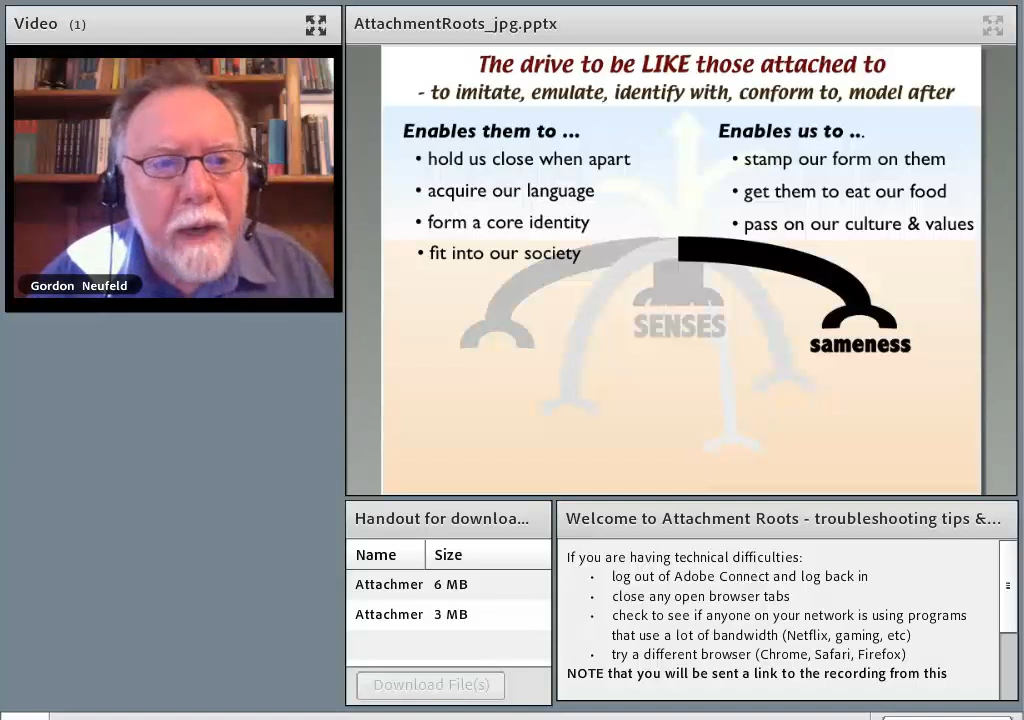 Video (1)
Gordon Neufeld
AttachmentRoots_jpg.pptx
The drive to be LIKE those attached to
- to imitate, emulate, identify with, conform to, model after
Enables them to ...
• hold us close when apart
• acquire our language
• form a core identity
• fit into our society
Enables us to ...
• stamp our form on them
• get them to eat our food
• pass on our culture & values
SENSES
sameness
Handout for downloa...
Name Size
Attachmer 6 MB
Attachmer 3 MB
Download File(s)
Welcome to Attachment Roots - troubleshooting tips &...
If you are having technical difficulties:
• log out of Adobe Connect and log back in
• close any open browser tabs
• check to see if anyone on your network is using programs
that use a lot of bandwidth (Netflix, gaming, etc)
• try a different browser (Chrome, Safari, Firefox)
NOTE that you will be sent a link to the recording from this